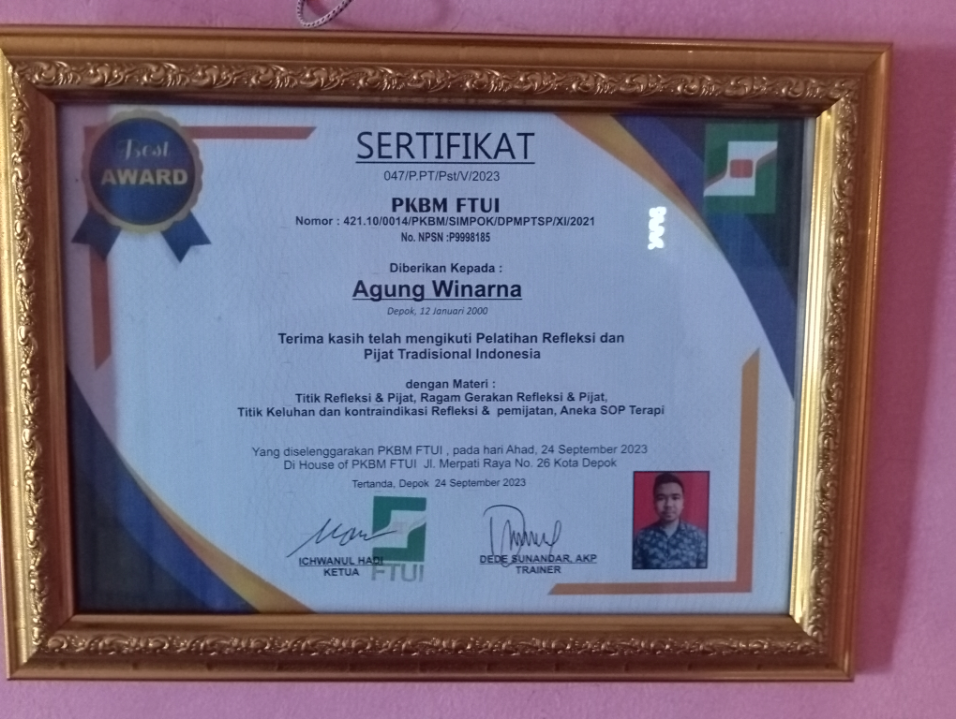 Best
AWARD
SERTIFIKAT
047/P.PT/Pst/V/2023
PKBM FTUI
Nomor : 421.10/0014/PKBM/SIMPOK/DPMPTSP/XI/2021
No. NPSN :P9998185
Diberikan Kepada :
Agung Winarna
Depok, 12 Januari 2000
Terima kasih telah mengikuti Pelatihan Refleksi dan
Pijat Tradisional Indonesia
dengan Materi :
Titik Refleksi & Pijat, Ragam Gerakan Refleksi & Pijat,
Titik Keluhan dan kontraindikasi Refleksi & pemijatan, Aneka SOP Terapi
Yang diselenggarakan PKBM FTUI , pada hari Ahad, 24 September 2023
Di House of PKBM FTUI Jl. Merpati Raya No. 26 Kota Depok
Tertanda, Depok 24 September 2023
ICHWANUL HADI
KETUA
FTUI
DEDE SUNANDAR, AKP
TRAINER